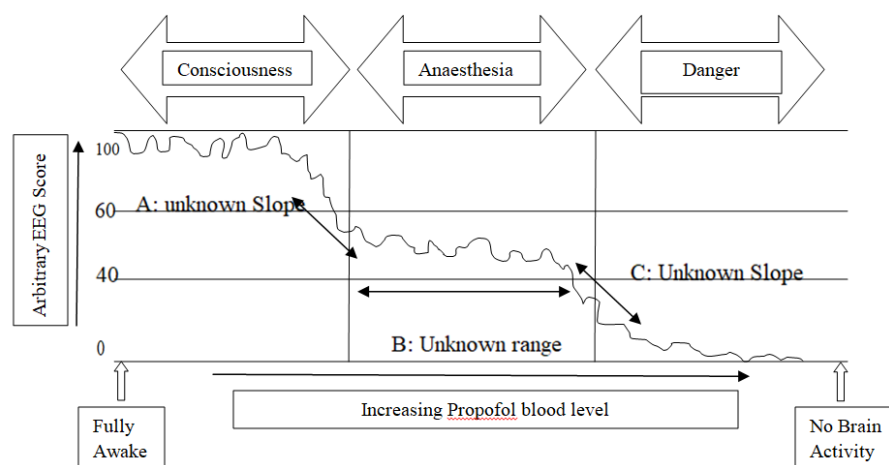 Consciousness
Anaesthesia
Danger
Arbitrary EEG Score
100
60
40
0
A: unknown Slope
B: Unknown range
C: Unknown Slope
Increasing Propofol blood level
Fully
Awake
No Brain
Activity